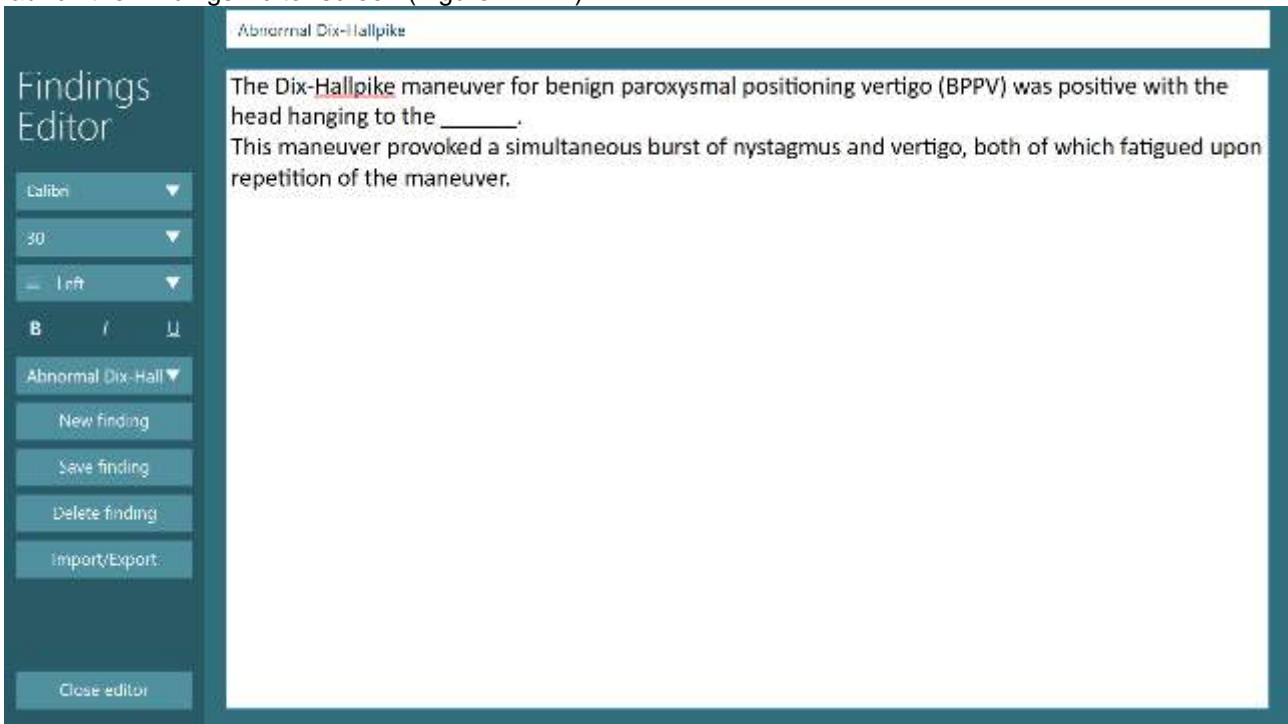 Abnormal Dix-Hallpike
Findings
Editor
The Dix-Hallpike maneuver for benign paroxysmal positioning vertigo (BPPV) was positive with the
head hanging to the ______.
This maneuver provoked a simultaneous burst of nystagmus and vertigo, both of which fatigued upon
repetition of the maneuver.
Calibri
30
Left
B I U
Abnormal Dix-Hall
New finding
Save finding
Delete finding
Import/Export
Close editor